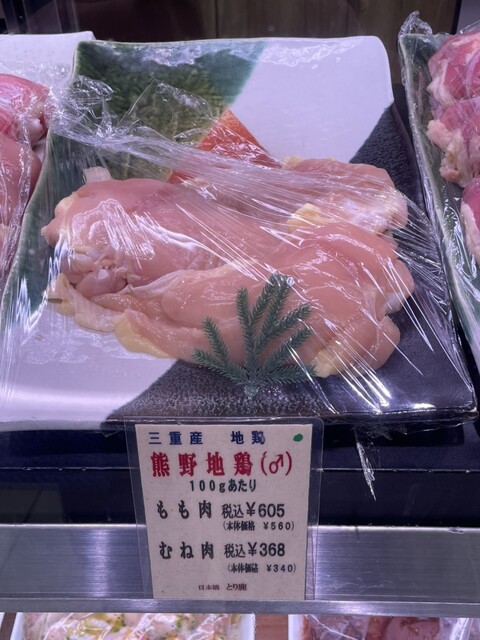 三重産 地鶏
熊野地鶏(♂)
100gあたり
もも肉 税込¥605
(本体価格 ¥560)
むね肉 税込¥368
(本体価格 ¥340)
日本橋 とり鹿